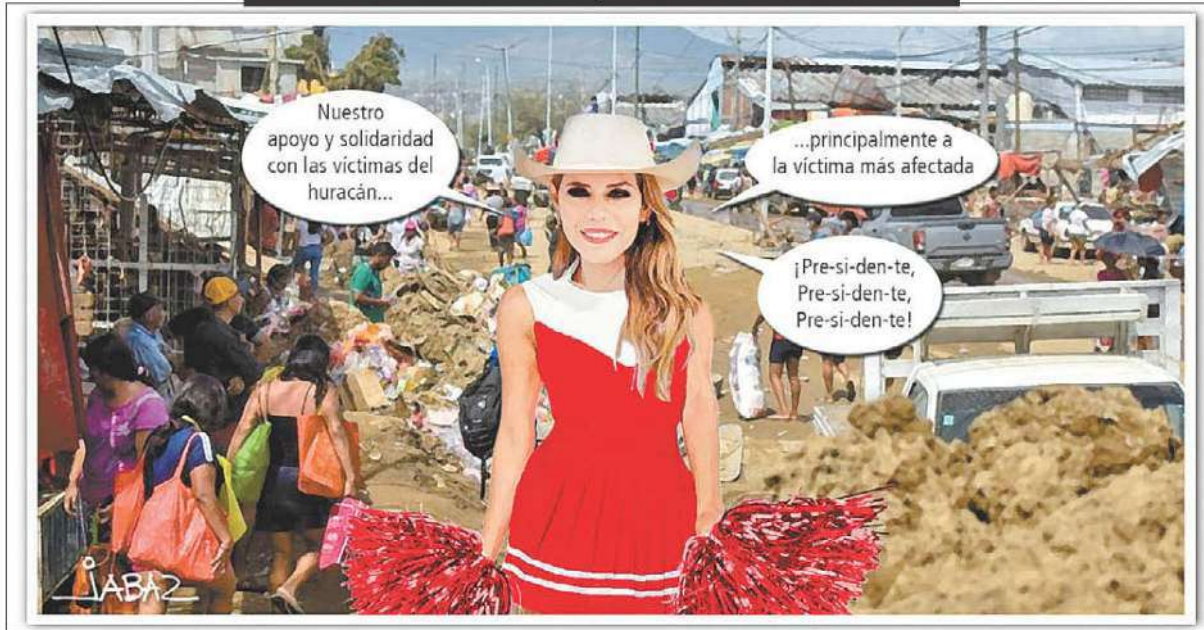 Nuestro
apoyo y solidaridad
con las víctimas del
huracán...
...principalmente a
la víctima más afectada
¡Pre-si-den-te,
Pre-si-den-te,
Pre-si-den-te!
JABAZ